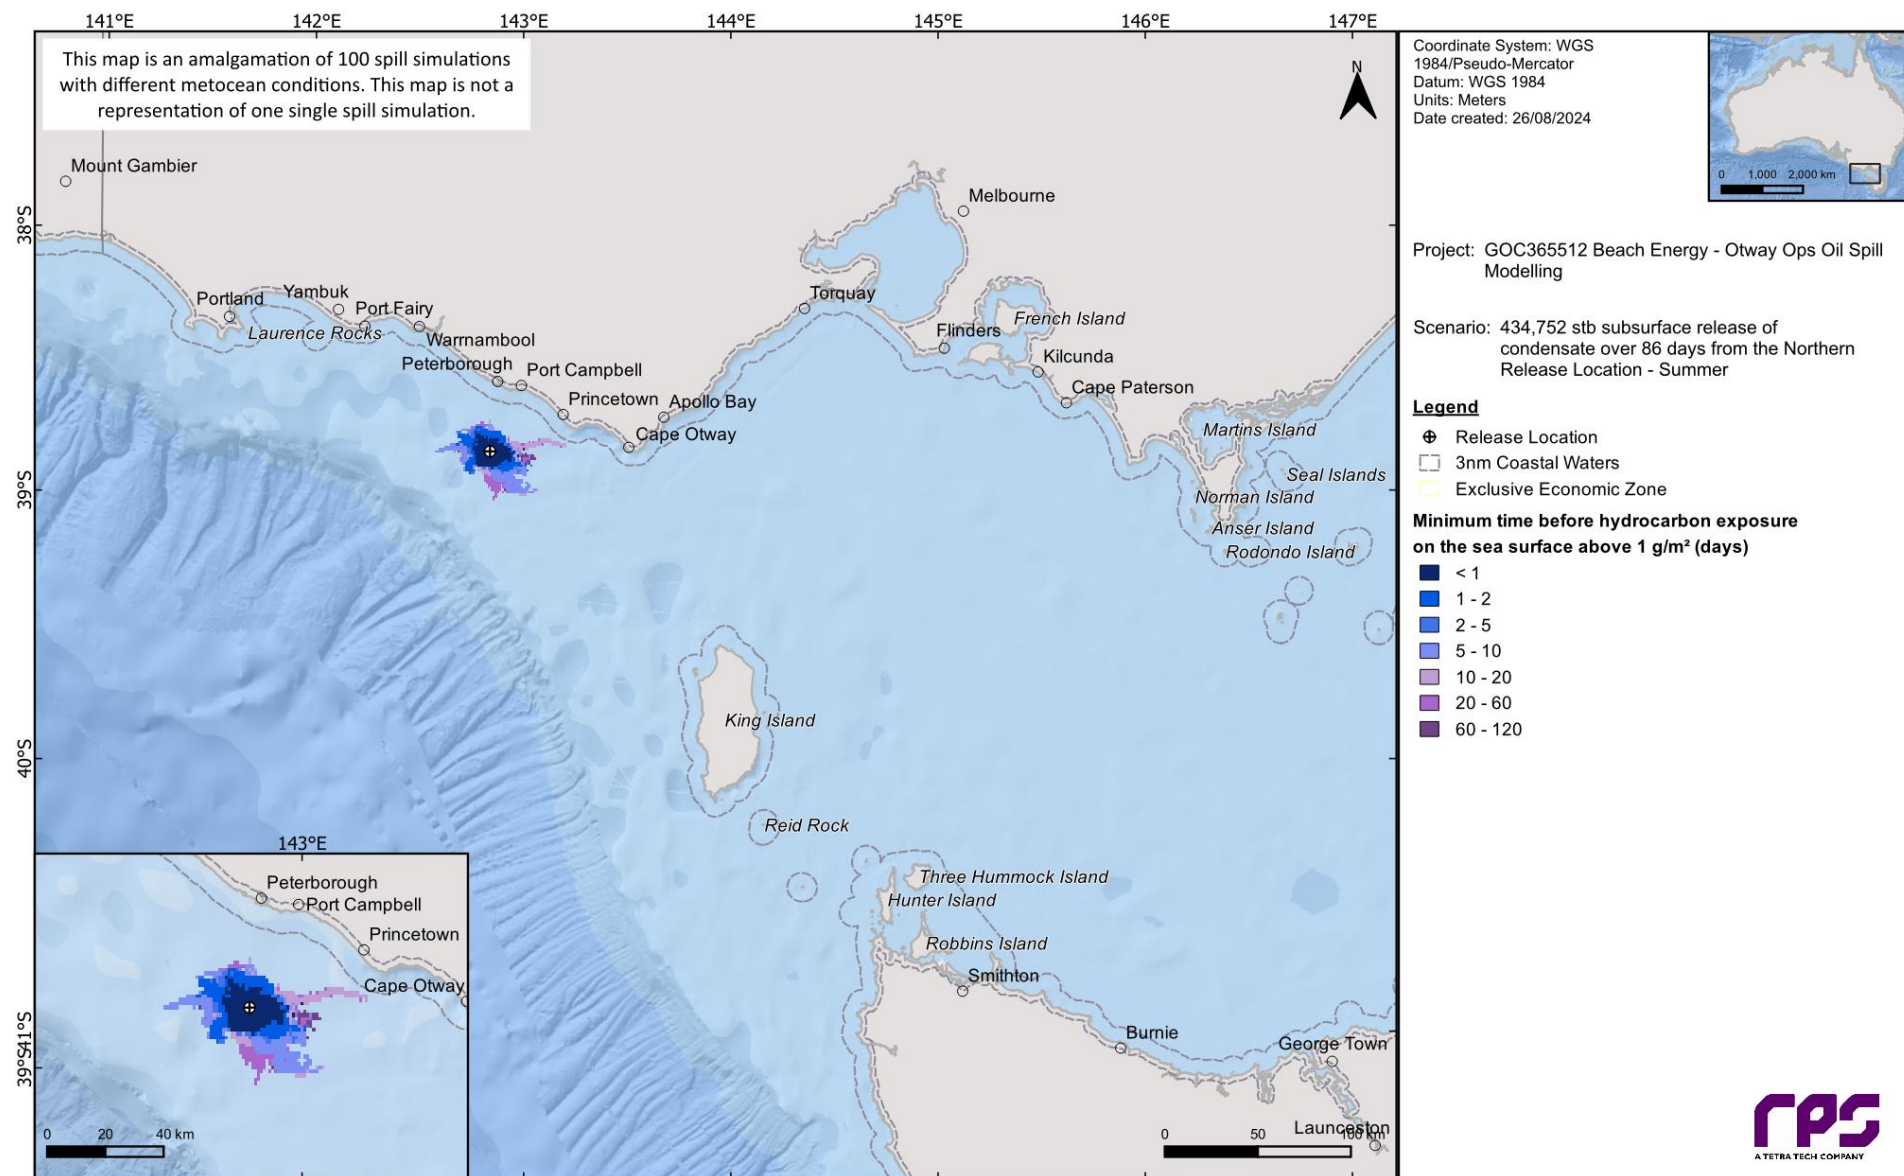 141°E 142°E 143°E 144°E 145°E 146°E 147°E
This map is an amalgamation of 100 spill simulations
with different metocean conditions. This map is not a
representation of one single spill simulation.
N
Mount Gambier
Melbourne
38°S
Portland
Yambuk
Port Fairy
Laurence Rocks
Warrnambool
Torquay
French Island
Flinders
Peterborough
Port Campbell
Kilcunda
Princetown
Apollo Bay
Cape Paterson
Cape Otway
Martins Island
Seal Islands
39°S
Norman Island
Anser Island
Rodondo Island
King Island
40°S
Reid Rock
Three Hummock Island
Hunter Island
Robbins Island
Smithton
41°S
Burnie
George Town
Launceston
0 50 100 km
143°E
Peterborough
Port Campbell
Princetown
Cape Otway
39°S
0 20 40 km
Coordinate System: WGS
1984/Pseudo-Mercator
Datum: WGS 1984
Units: Meters
Date created: 26/08/2024
0 1,000 2,000 km
Project: GOC365512 Beach Energy - Otway Ops Oil Spill
Modelling
Scenario: 434,752 stb subsurface release of
condensate over 86 days from the Northern
Release Location - Summer
Legend
Release Location
3nm Coastal Waters
Exclusive Economic Zone
Minimum time before hydrocarbon exposure
on the sea surface above 1 g/m² (days)
< 1
1 - 2
2 - 5
5 - 10
10 - 20
20 - 60
60 - 120
rps
A TETRA TECH COMPANY